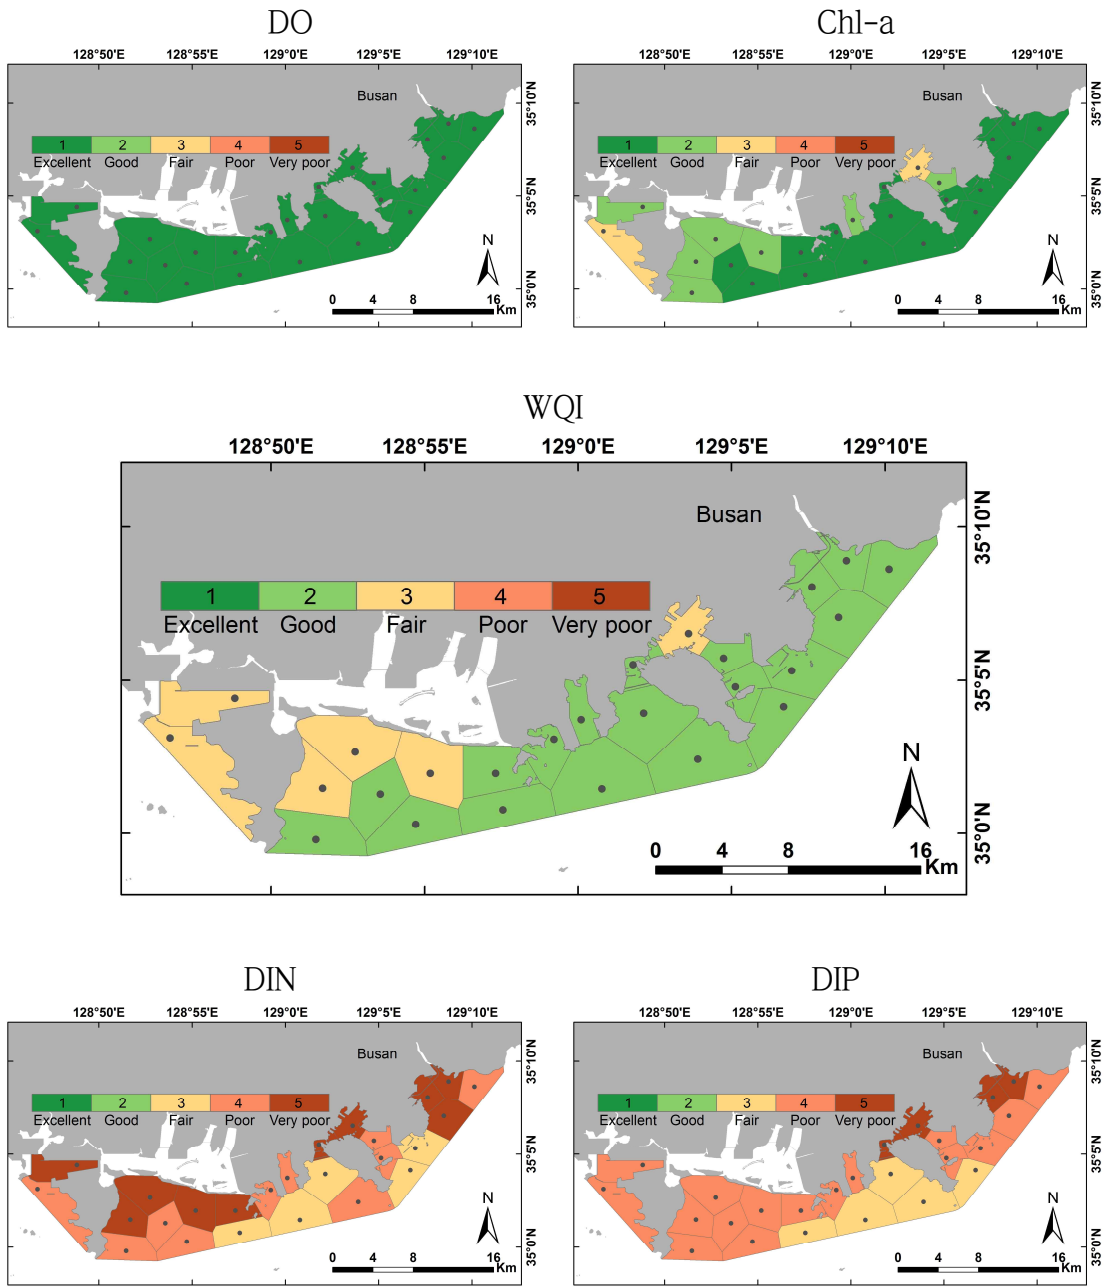 DO
128°50'E 128°55'E 129°0'E 129°5'E 129°10'E
Busan
35°10'N
1 2 3 4 5
Excellent Good Fair Poor Very poor
35°5'N
N
35°0'N
0 4 8 16
Km
Chl-a
128°50'E 128°55'E 129°0'E 129°5'E 129°10'E
Busan
35°10'N
1 2 3 4 5
Excellent Good Fair Poor Very poor
35°5'N
N
35°0'N
0 4 8 16
Km
WQI
128°50'E 128°55'E 129°0'E 129°5'E 129°10'E
Busan
35°10'N
1 2 3 4 5
Excellent Good Fair Poor Very poor
35°5'N
N
35°0'N
0 4 8 16
Km
DIN
128°50'E 128°55'E 129°0'E 129°5'E 129°10'E
Busan
35°10'N
1 2 3 4 5
Excellent Good Fair Poor Very poor
35°5'N
N
35°0'N
0 4 8 16
Km
DIP
128°50'E 128°55'E 129°0'E 129°5'E 129°10'E
Busan
35°10'N
1 2 3 4 5
Excellent Good Fair Poor Very poor
35°5'N
N
35°0'N
0 4 8 16
Km